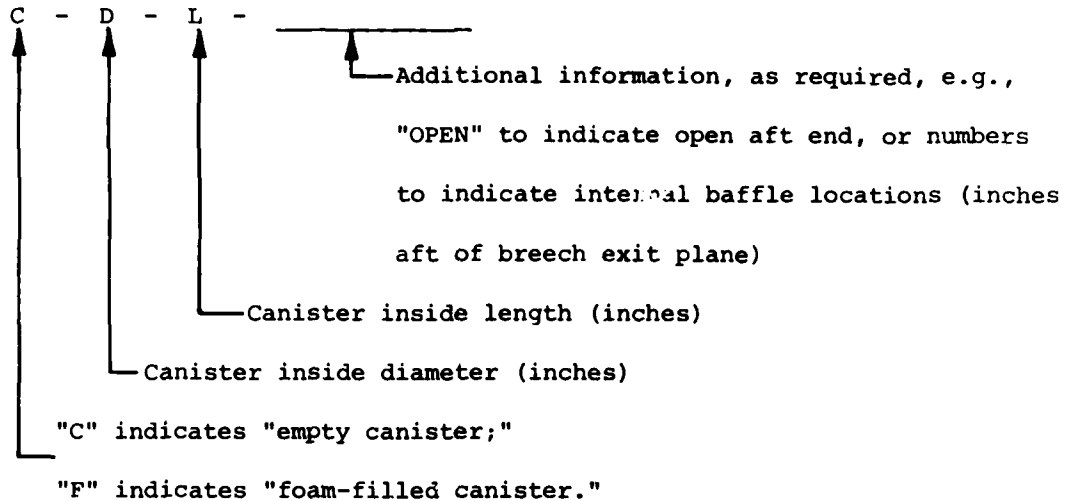 C - D - L -
Additional information, as required, e.g.,
"OPEN" to indicate open aft end, or numbers
to indicate internal baffle locations (inches
aft of breech exit plane)
Canister inside length (inches)
Canister inside diameter (inches)
"C" indicates "empty canister;"
"F" indicates "foam-filled canister."